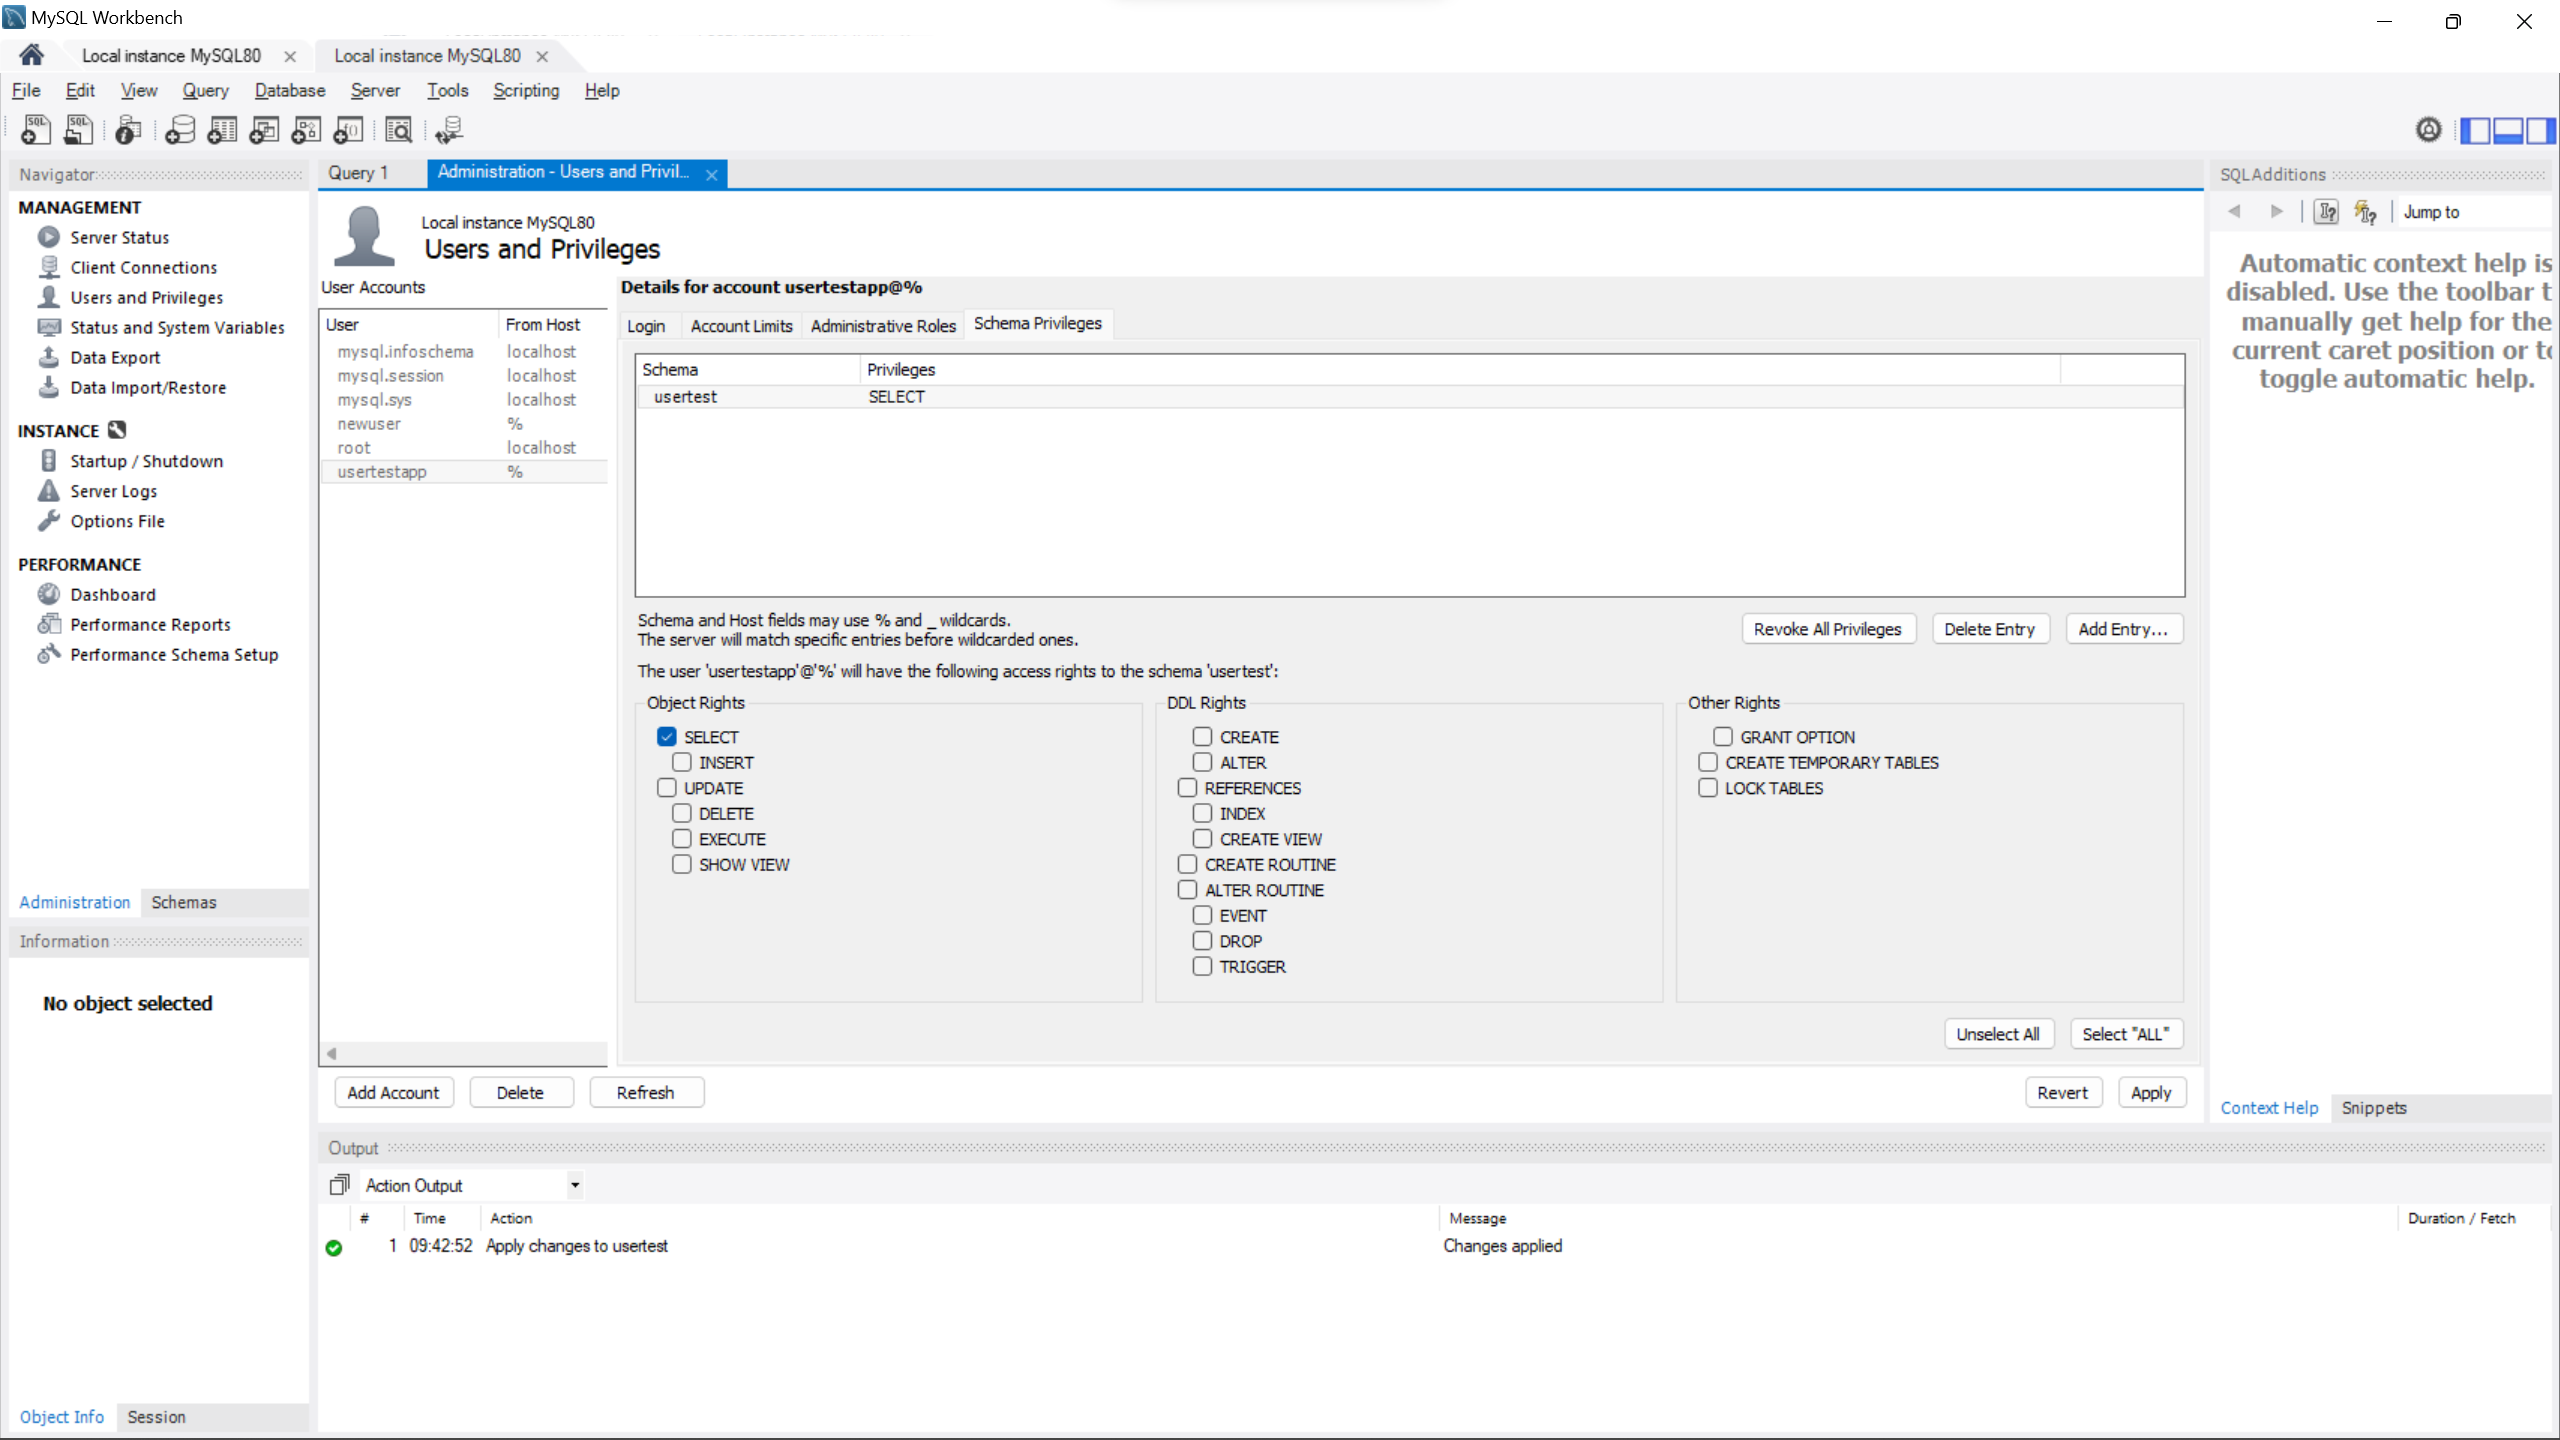 MySQL Workbench
Local instance MySQL80
Local instance MySQL80
File Edit View Query Database Server Tools Scripting Help
Navigator
MANAGEMENT
Server Status
Client Connections
Users and Privileges
Status and System Variables
Data Export
Data Import/Restore
INSTANCE
Startup / Shutdown
Server Logs
Options File
PERFORMANCE
Dashboard
Performance Reports
Performance Schema Setup
Administration Schemas
Information
No object selected
Object Info Session
Query 1 Administration - Users and Privil...
Local instance MySQL80
Users and Privileges
User Accounts
User From Host
mysql.infoschema localhost
mysql.session localhost
mysql.sys localhost
newuser %
root localhost
usertestapp %
Add Account Delete Refresh
Details for account usertestapp@%
Login Account Limits Administrative Roles Schema Privileges
Schema Privileges
usertest SELECT
Schema and Host fields may use % and _ wildcards.
The server will match specific entries before wildcarded ones.
Revoke All Privileges Delete Entry Add Entry...
The user 'usertestapp'@'%' will have the following access rights to the schema 'usertest':
Object Rights
SELECT
INSERT
UPDATE
DELETE
EXECUTE
SHOW VIEW
DDL Rights
CREATE
ALTER
REFERENCES
INDEX
CREATE VIEW
CREATE ROUTINE
ALTER ROUTINE
EVENT
DROP
TRIGGER
Other Rights
GRANT OPTION
CREATE TEMPORARY TABLES
LOCK TABLES
Unselect All Select "ALL"
Revert Apply
SQLAdditions
Jump to
Automatic context help is
disabled. Use the toolbar t
manually get help for the
current caret position or to
toggle automatic help.
Context Help Snippets
Output
Action Output
# Time Action Message Duration / Fetch
1 09:42:52 Apply changes to usertest Changes applied